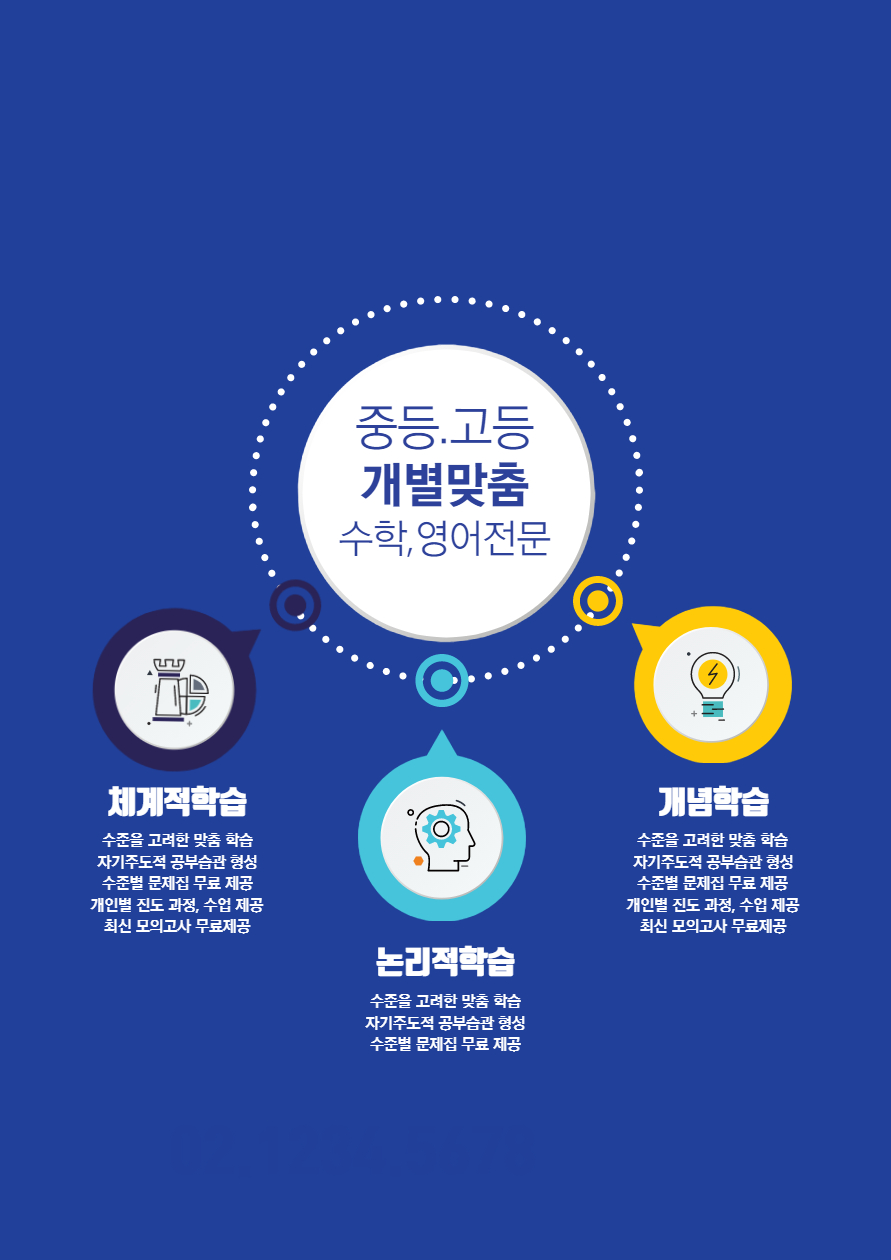 중등.고등
개별맞춤
수학,영어전문
체계적학습
수준을 고려한 맞춤 학습
자기주도적 공부습관 형성
수준별 문제집 무료 제공
개인별 진도 과정, 수업 제공
최신 모의고사 무료제공
논리적학습
수준을 고려한 맞춤 학습
자기주도적 공부습관 형성
수준별 문제집 무료 제공
개념학습
수준을 고려한 맞춤 학습
자기주도적 공부습관 형성
수준별 문제집 무료 제공
개인별 진도 과정, 수업 제공
최신 모의고사 무료제공